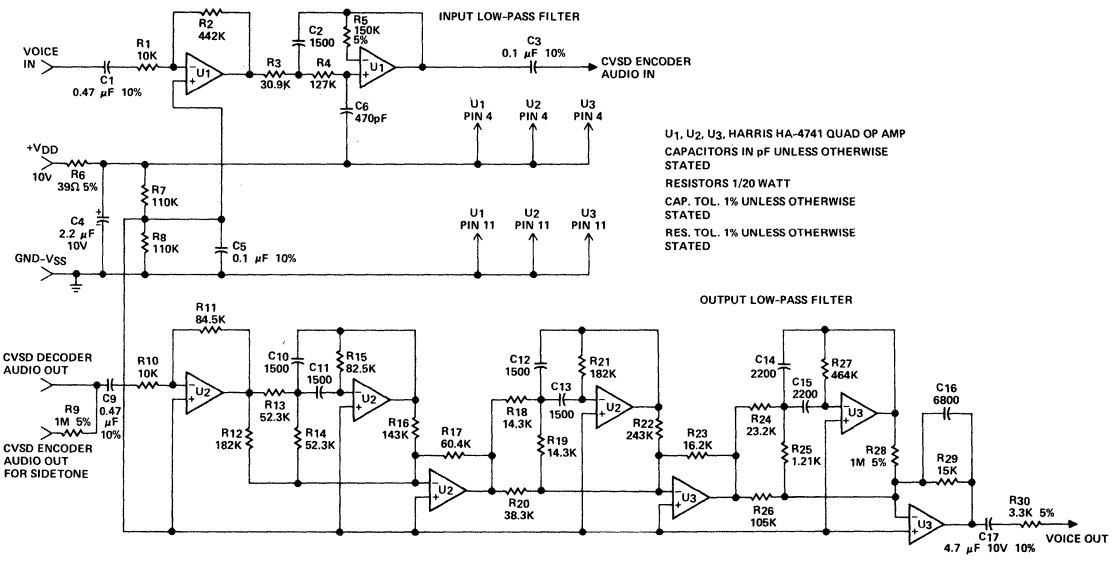 INPUT LOW-PASS FILTER
VOICE
IN
C1
0.47 µF 10%
R1
10K
R2
442K
U1
R3
30.9K
C2
1500
R4
127K
R5
150K
5%
U1
C6
470pF
C3
0.1 µF 10%
CVSD ENCODER
AUDIO IN
U1
PIN 4
U2
PIN 4
U3
PIN 4
+VDD
10V
R6
39Ω 5%
R7
110K
C4
2.2 µF
10V
R8
110K
C5
0.1 µF 10%
GND-VSS
U1
PIN 11
U2
PIN 11
U3
PIN 11
U1, U2, U3, HARRIS HA-4741 QUAD OP AMP
CAPACITORS IN pF UNLESS OTHERWISE
STATED
RESISTORS 1/20 WATT
CAP. TOL. 1% UNLESS OTHERWISE
STATED
RES. TOL. 1% UNLESS OTHERWISE
STATED
OUTPUT LOW-PASS FILTER
CVSD DECODER
AUDIO OUT
R9
1M 5%
CVSD ENCODER
AUDIO OUT
FOR SIDETONE
C9
0.47
µF
10%
R10
10K
R11
84.5K
U2
R12
182K
R13
52.3K
C10
1500
C11
1500
R14
52.3K
R15
82.5K
U2
R16
143K
R17
60.4K
U2
R18
14.3K
C12
1500
C13
1500
R19
14.3K
R20
38.3K
R21
182K
U2
R22
243K
R23
16.2K
U3
R24
23.2K
C14
2200
C15
2200
R25
1.21K
R26
105K
R27
464K
U3
R28
1M 5%
C16
6800
R29
15K
U3
C17
4.7 µF 10V 10%
R30
3.3K 5%
VOICE OUT